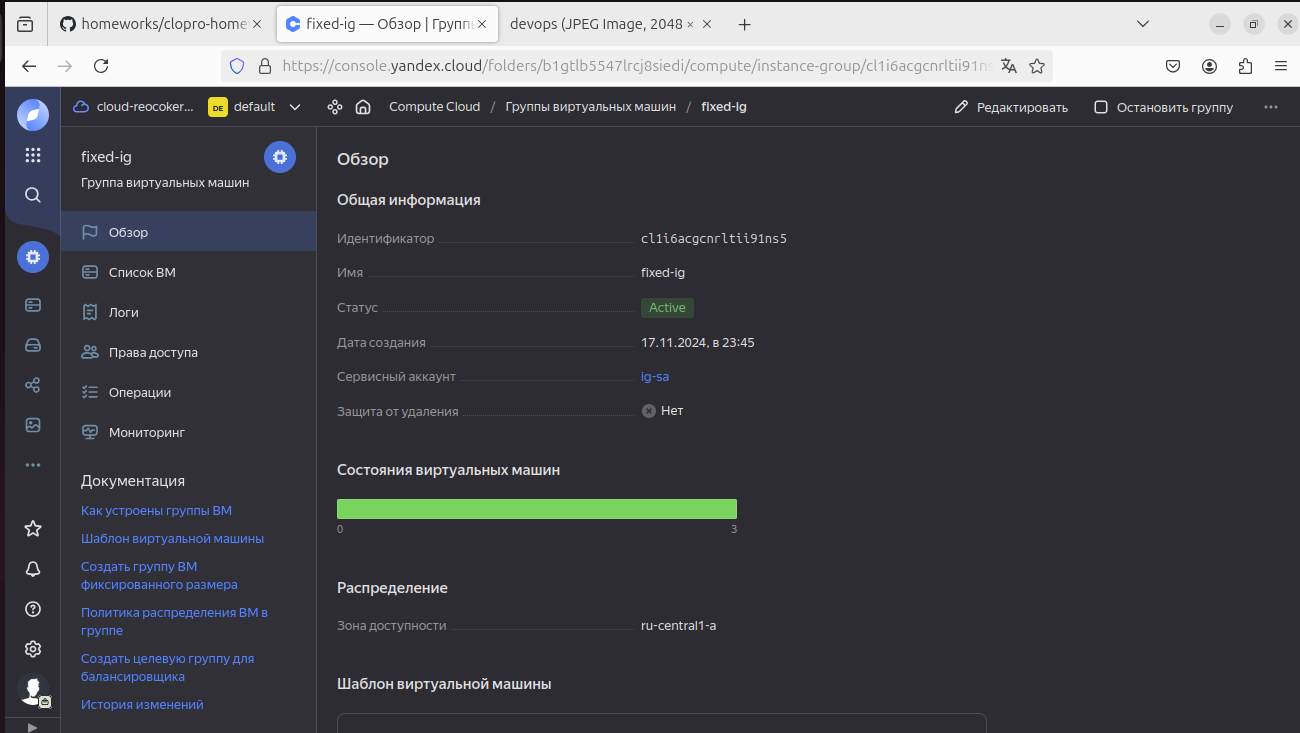 homeworks/clopro-home
fixed-ig — Обзор | Групп
devops (JPEG Image, 2048 ×
https://console.yandex.cloud/folders/b1gtlb5547lrcj8siedi/compute/instance-group/cl1i6acgcnrltii91ns
cloud-reocoker...
DE
default
Compute Cloud / Группы виртуальных машин / fixed-ig
Редактировать
Остановить группу
fixed-ig
Группа виртуальных машин
Обзор
Список ВМ
Логи
Права доступа
Операции
Мониторинг
Документация
Как устроены группы ВМ
Шаблон виртуальной машины
Создать группу ВМ
фиксированного размера
Политика распределения ВМ в
группе
Создать целевую группу для
балансировщика
История изменений
Обзор
Общая информация
Идентификатор cl1i6acgcnrltii91ns5
Имя fixed-ig
Статус Active
Дата создания 17.11.2024, в 23:45
Сервисный аккаунт ig-sa
Защита от удаления Нет
Состояния виртуальных машин
0 3
Распределение
Зона доступности ru-central1-a
Шаблон виртуальной машины